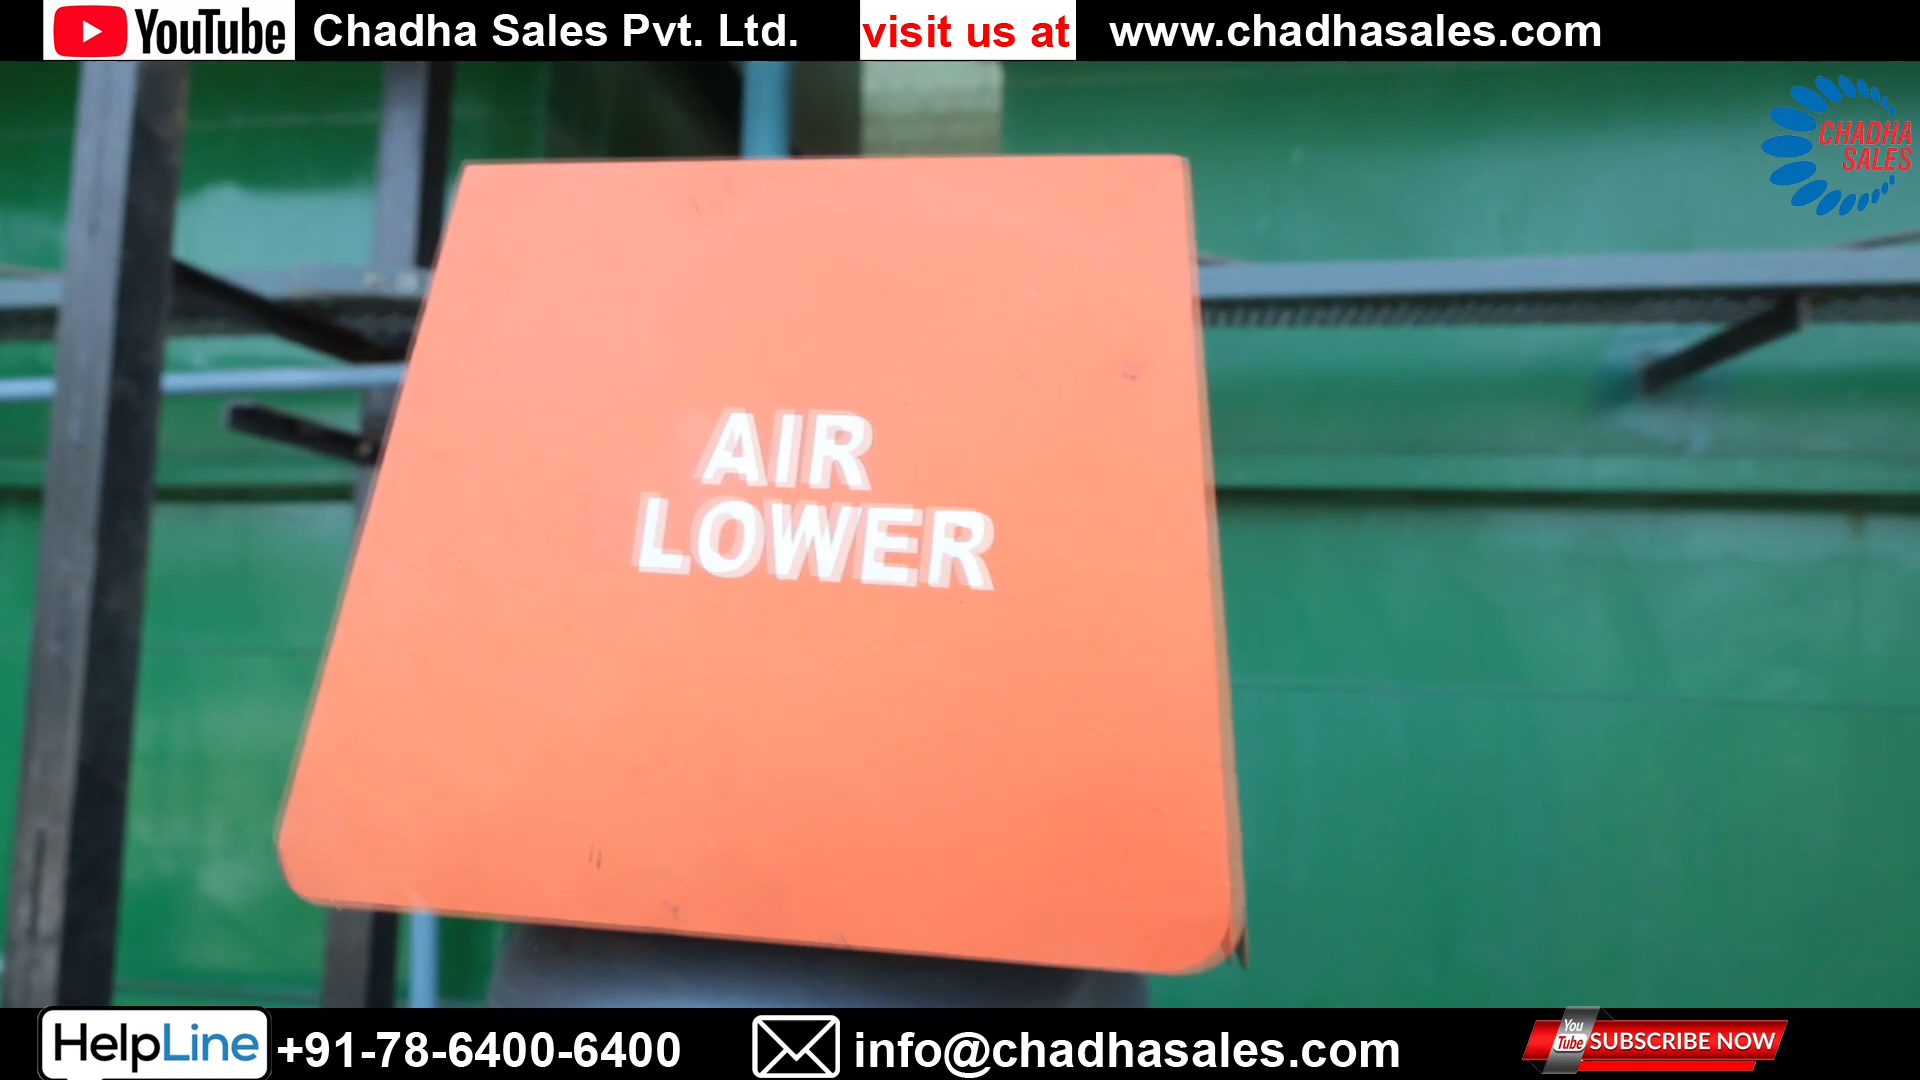 YouTube Chadha Sales Pvt. Ltd. visit us at www.chadhasales.com
CHADHA
SALES
AIR
LOWER
HelpLine +91-78-6400-6400 info@chadhasales.com You Tube SUBSCRIBE NOW